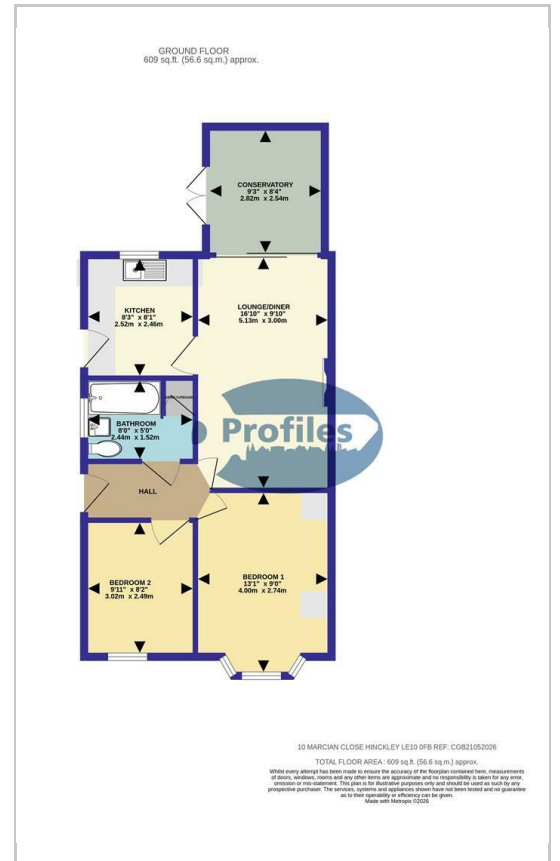 GROUND FLOOR
609 sq.ft. (56.6 sq.m.) approx.
CONSERVATORY
9'3" x 8'4"
2.82m x 2.54m
KITCHEN
8'3" x 8'1"
2.52m x 2.46m
LOUNGE/DINER
16'10" x 9'10"
5.13m x 3.00m
BATHROOM
8'0" x 5'0"
2.44m x 1.52m
Profiles
HALL
BEDROOM 2
9'11" x 8'2"
3.02m x 2.49m
BEDROOM 1
13'1" x 9'0"
4.00m x 2.74m
10 MARCIAN CLOSE HINCKLEY LE10 0FB REF: CGB21052026
TOTAL FLOOR AREA : 609 sq.ft. (56.6 sq.m.) approx.
Whilst every attempt has been made to ensure the accuracy of the floorplan contained here, measurements
of doors, windows, rooms and any other items are approximate and no responsibility is taken for any error,
omission or mis-statement. This plan is for illustrative purposes only and should be used as such by any
prospective purchaser. The services, systems and appliances shown have not been tested and no guarantee
as to their operability or efficiency can be given.
Made with Metropix ©2026